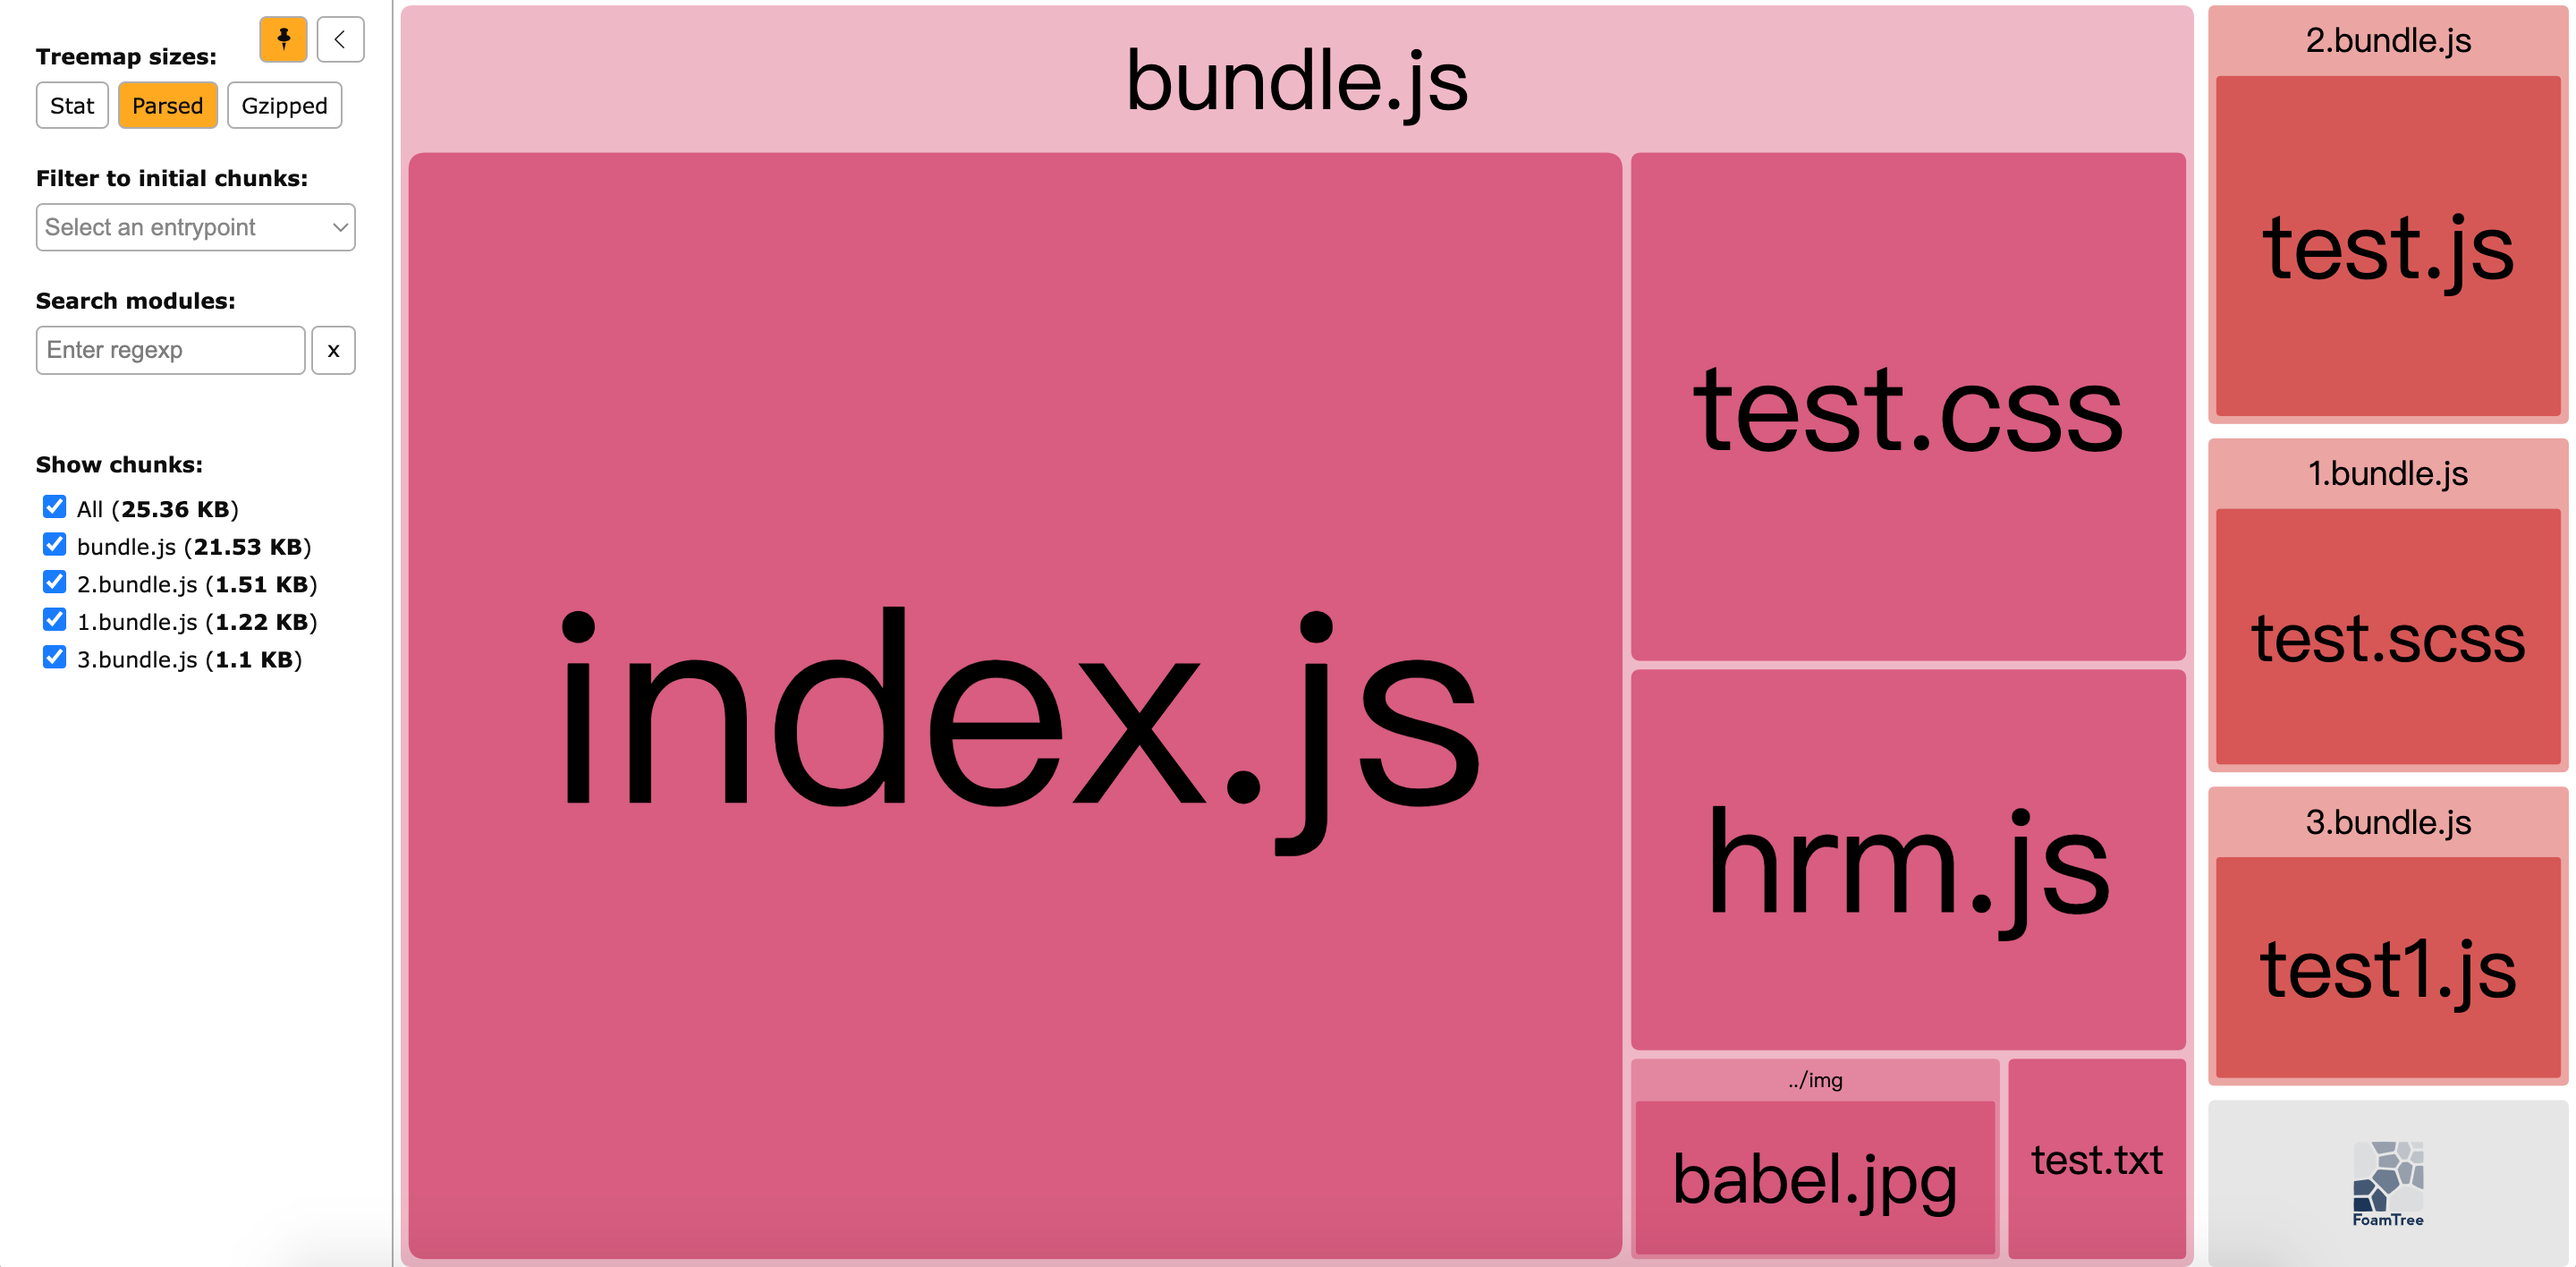 Treemap sizes:
Stat
Parsed
Gzipped
Filter to initial chunks:
Select an entrypoint
Search modules:
Enter regexp
x
Show chunks:
All (25.36 KB)
bundle.js (21.53 KB)
2.bundle.js (1.51 KB)
1.bundle.js (1.22 KB)
3.bundle.js (1.1 KB)
bundle.js
index.js
test.css
hrm.js
../img
babel.jpg
test.txt
2.bundle.js
test.js
1.bundle.js
test.scss
3.bundle.js
test1.js
FoamTree